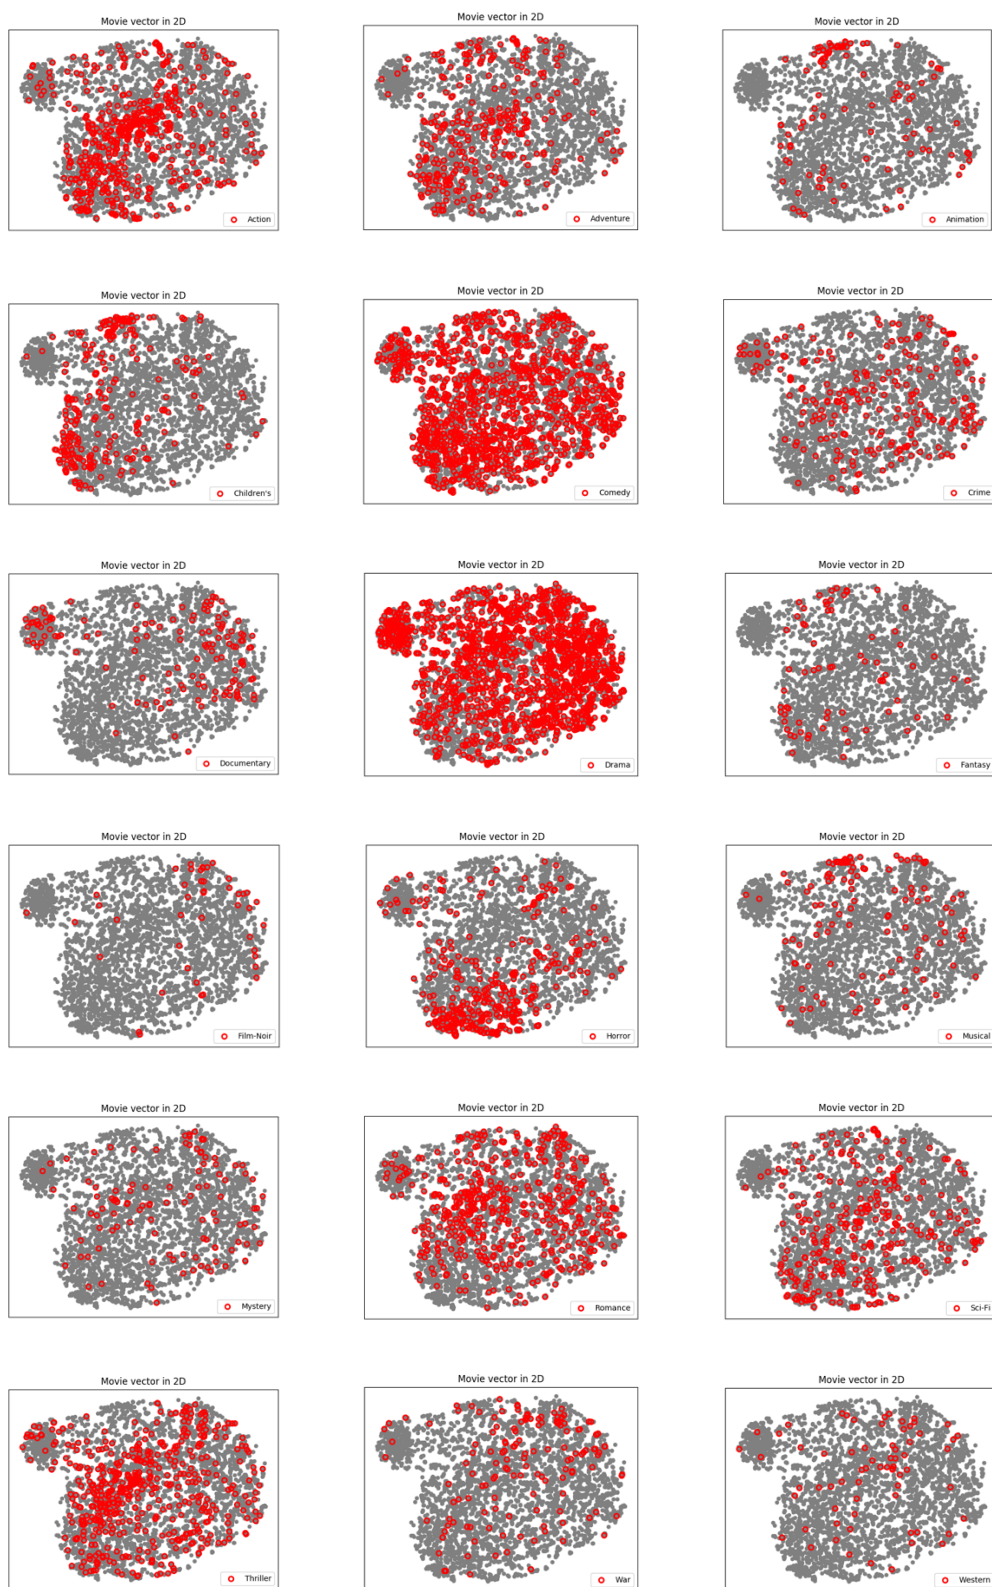 Movie vector in 2D
Action
Movie vector in 2D
Adventure
Movie vector in 2D
Animation
Movie vector in 2D
Children's
Movie vector in 2D
Comedy
Movie vector in 2D
Crime
Movie vector in 2D
Documentary
Movie vector in 2D
Drama
Movie vector in 2D
Fantasy
Movie vector in 2D
Film-Noir
Movie vector in 2D
Horror
Movie vector in 2D
Musical
Movie vector in 2D
Mystery
Movie vector in 2D
Romance
Movie vector in 2D
Sci-Fi
Movie vector in 2D
Thriller
Movie vector in 2D
War
Movie vector in 2D
Western